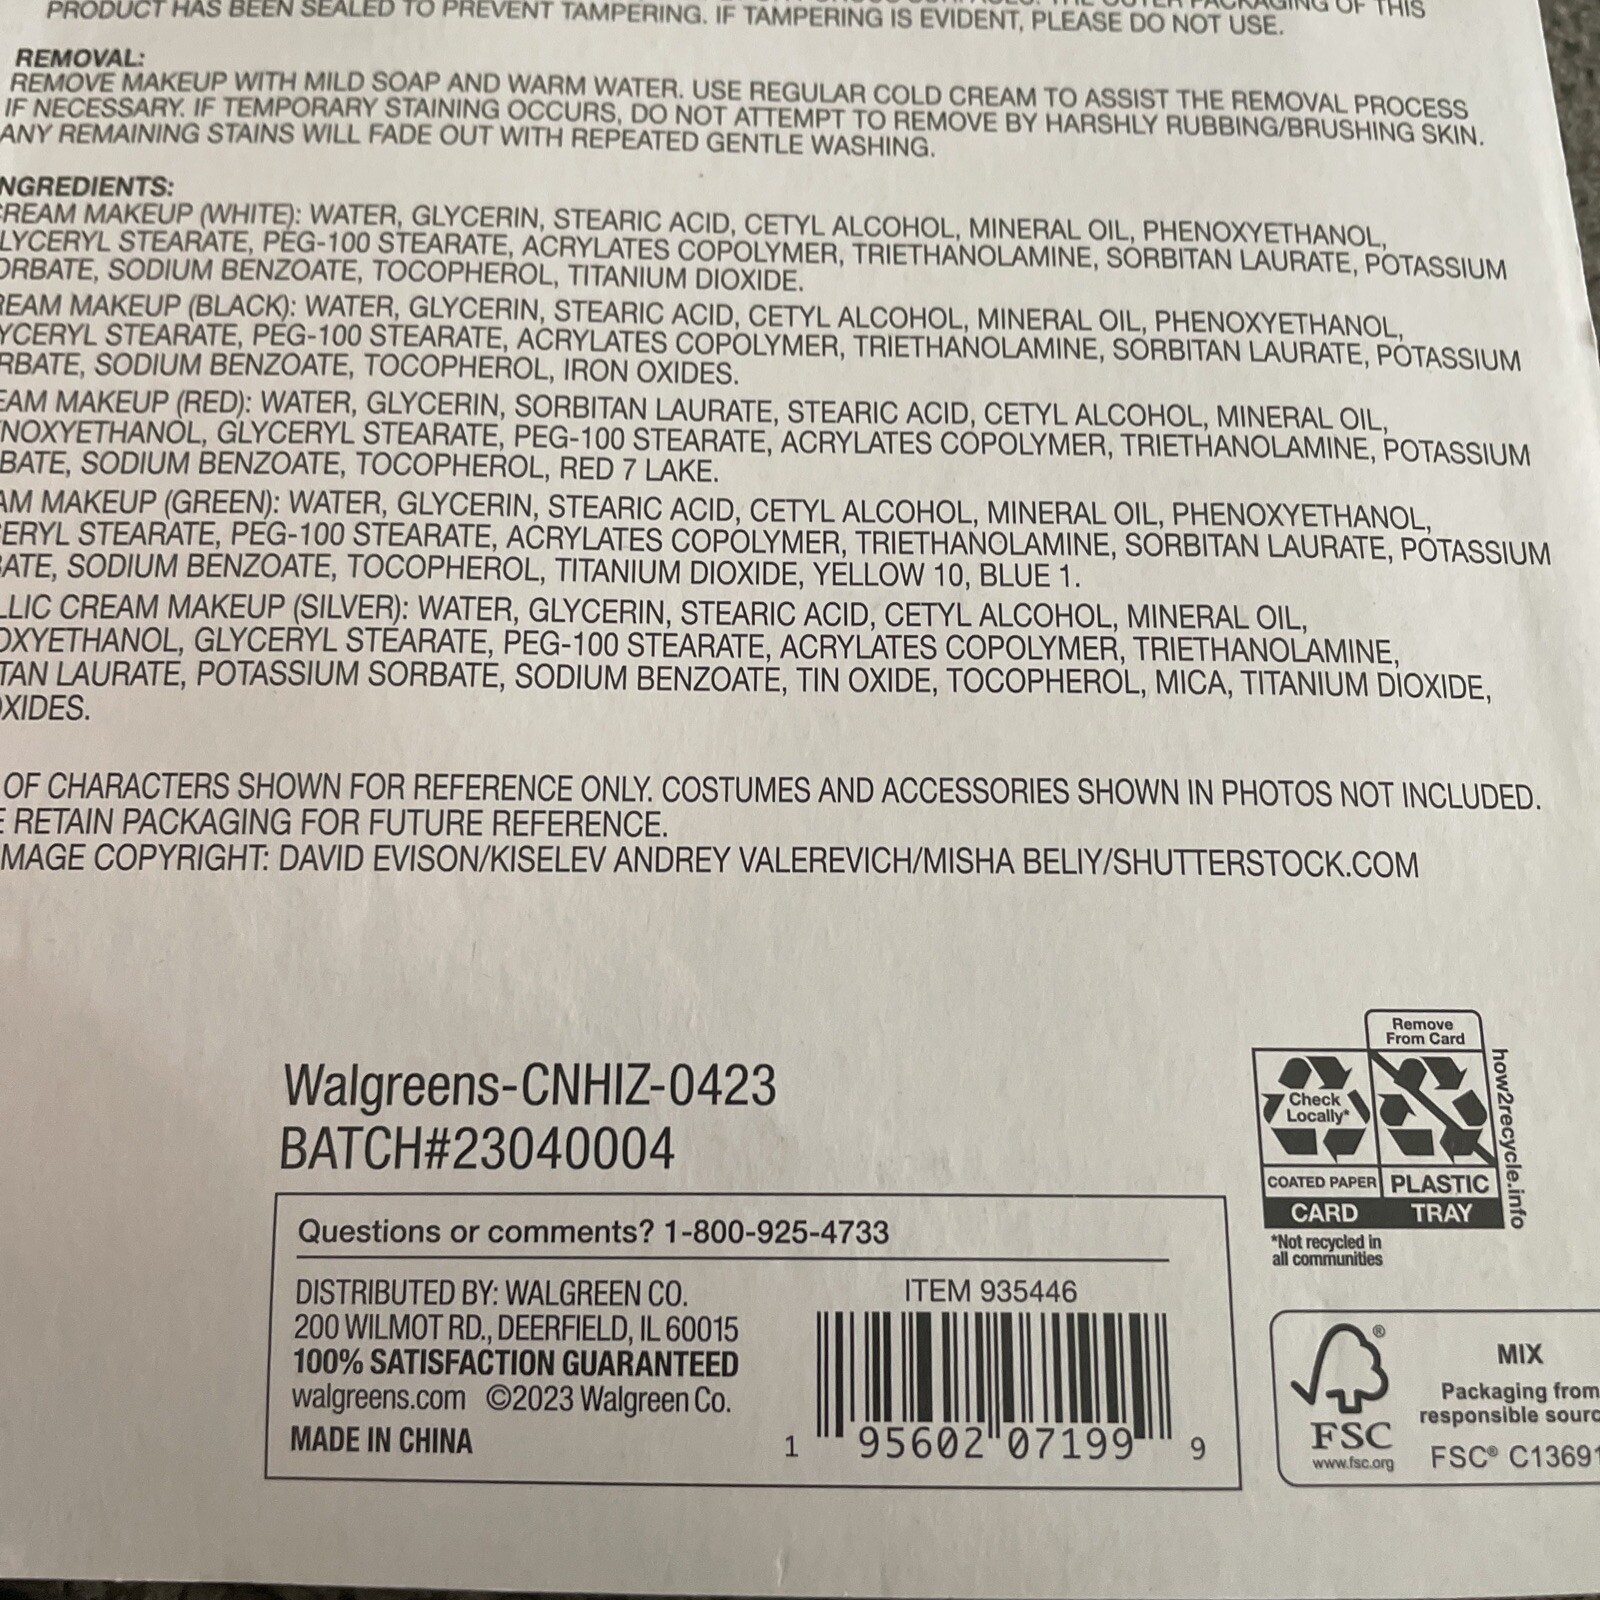 PRODUCT HAS BEEN SEALED TO PREVENT TAMPERING. IF TAMPERING IS EVIDENT, PLEASE DO NOT USE.
REMOVAL:
REMOVE MAKEUP WITH MILD SOAP AND WARM WATER. USE REGULAR COLD CREAM TO ASSIST THE REMOVAL PROCESS
IF NECESSARY. IF TEMPORARY STAINING OCCURS, DO NOT ATTEMPT TO REMOVE BY HARSHLY RUBBING/BRUSHING SKIN.
ANY REMAINING STAINS WILL FADE OUT WITH REPEATED GENTLE WASHING.
NGREDIENTS:
REAM MAKEUP (WHITE): WATER, GLYCERIN, STEARIC ACID, CETYL ALCOHOL, MINERAL OIL, PHENOXYETHANOL,
LYCERYL STEARATE, PEG-100 STEARATE, ACRYLATES COPOLYMER, TRIETHANOLAMINE, SORBITAN LAURATE, POTASSIUM
ORBATE, SODIUM BENZOATE, TOCOPHEROL, TITANIUM DIOXIDE.
EAM MAKEUP (BLACK): WATER, GLYCERIN, STEARIC ACID, CETYL ALCOHOL, MINERAL OIL, PHENOXYETHANOL,
YCERYL STEARATE, PEG-100 STEARATE, ACRYLATES COPOLYMER, TRIETHANOLAMINE, SORBITAN LAURATE, POTASSIUM
RBATE, SODIUM BENZOATE, TOCOPHEROL, IRON OXIDES.
EAM MAKEUP (RED): WATER, GLYCERIN, SORBITAN LAURATE, STEARIC ACID, CETYL ALCOHOL, MINERAL OIL,
NOXYETHANOL, GLYCERYL STEARATE, PEG-100 STEARATE, ACRYLATES COPOLYMER, TRIETHANOLAMINE, POTASSIUM
BATE, SODIUM BENZOATE, TOCOPHEROL, RED 7 LAKE.
AM MAKEUP (GREEN): WATER, GLYCERIN, STEARIC ACID, CETYL ALCOHOL, MINERAL OIL, PHENOXYETHANOL,
ERYL STEARATE, PEG-100 STEARATE, ACRYLATES COPOLYMER, TRIETHANOLAMINE, SORBITAN LAURATE, POTASSIUM
ATE, SODIUM BENZOATE, TOCOPHEROL, TITANIUM DIOXIDE, YELLOW 10, BLUE 1.
LLIC CREAM MAKEUP (SILVER): WATER, GLYCERIN, STEARIC ACID, CETYL ALCOHOL, MINERAL OIL,
OXYETHANOL, GLYCERYL STEARATE, PEG-100 STEARATE, ACRYLATES COPOLYMER, TRIETHANOLAMINE,
TAN LAURATE, POTASSIUM SORBATE, SODIUM BENZOATE, TIN OXIDE, TOCOPHEROL, MICA, TITANIUM DIOXIDE,
XIDES.
OF CHARACTERS SHOWN FOR REFERENCE ONLY. COSTUMES AND ACCESSORIES SHOWN IN PHOTOS NOT INCLUDED.
E RETAIN PACKAGING FOR FUTURE REFERENCE.
MAGE COPYRIGHT: DAVID EVISON/KISELEV ANDREY VALEREVICH/MISHA BELIY/SHUTTERSTOCK.COM
Walgreens-CNHIZ-0423
BATCH#23040004
Questions or comments? 1-800-925-4733
DISTRIBUTED BY: WALGREEN CO.
200 WILMOT RD., DEERFIELD, IL 60015
100% SATISFACTION GUARANTEED
walgreens.com ©2023 Walgreen Co.
MADE IN CHINA
ITEM 935446
1 95602 07199 9
Remove
From Card
Check
Locally*
COATED PAPER PLASTIC
CARD TRAY
how2recycle.info
*Not recycled in
all communities
®
FSC
www.fsc.org
MIX
Packaging from
responsible sourc
FSC® C13691